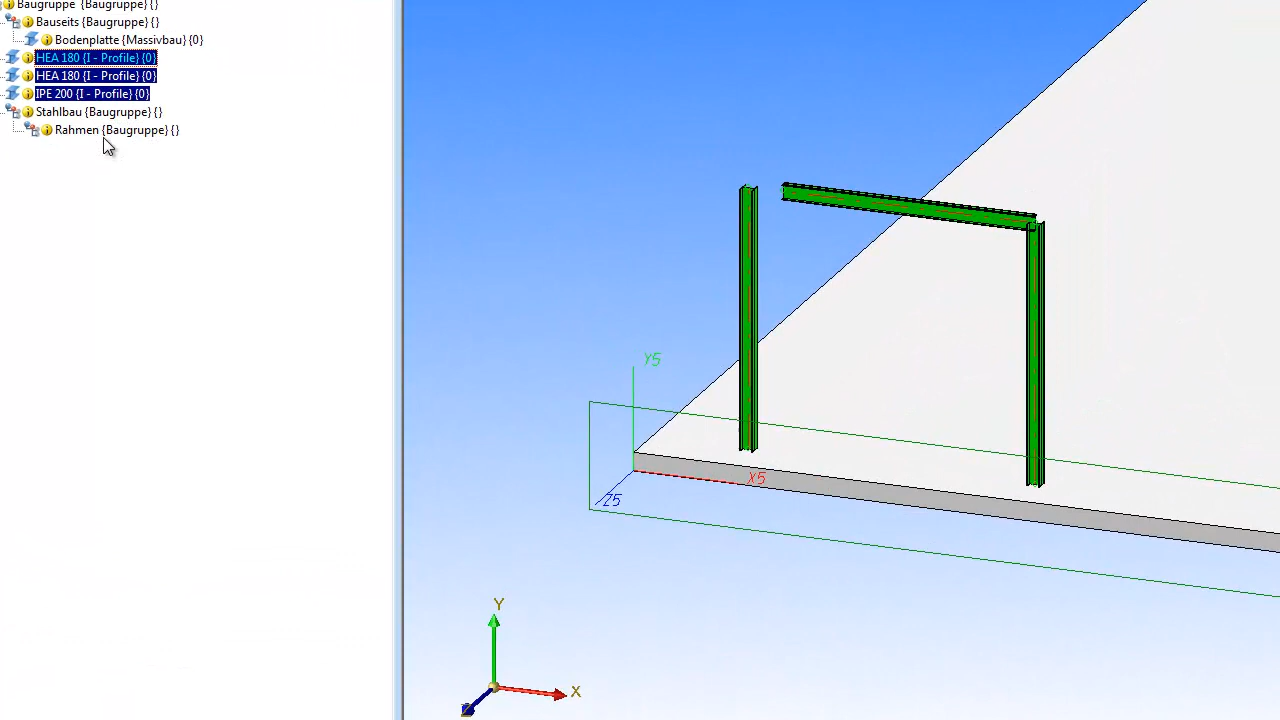 Baugruppe {Baugruppe} {}
Bauseits {Baugruppe} {}
Bodenplatte {Massivbau} {0}
HEA 180 {I - Profile} {0}
HEA 180 {I - Profile} {0}
IPE 200 {I - Profile} {0}
Stahlbau {Baugruppe} {}
Rahmen {Baugruppe} {}
Y5
X5
Z5
Y
X